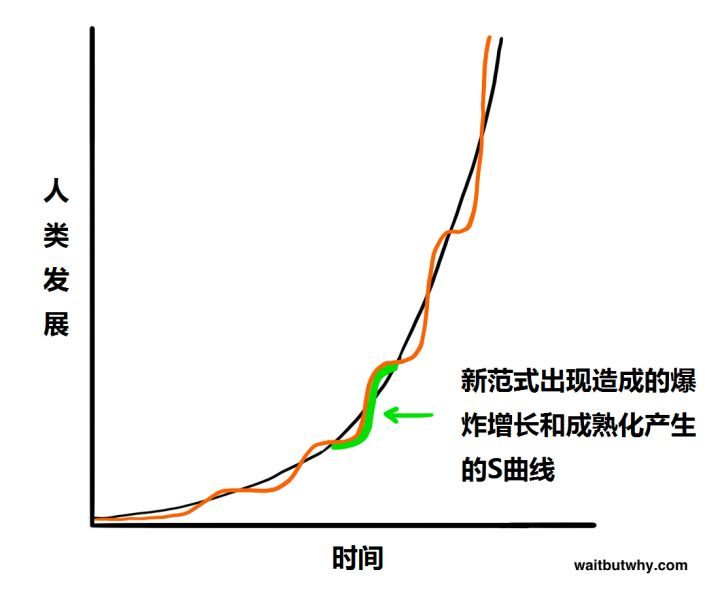 人类发展
新范式出现造成的爆
炸增长和成熟化产生
的S曲线
时间
waitbutwhy.com